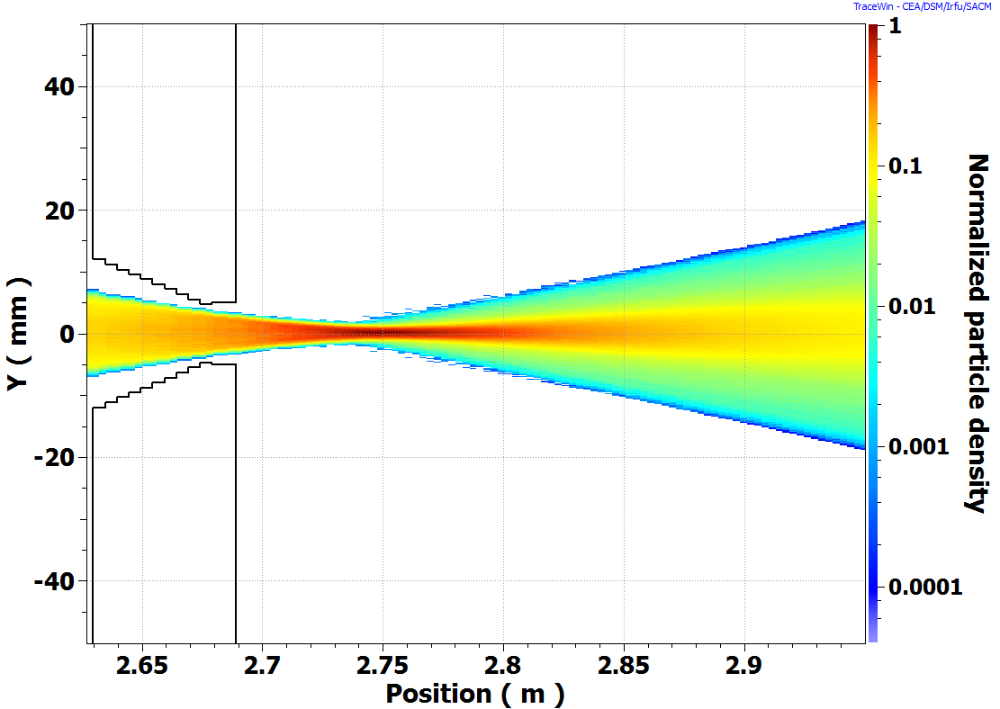 TraceWin - CEA/DSM/Irfu/SACM
1
0.1
0.01
0.001
0.0001
Normalized particle density
40
20
0
-20
-40
Y ( mm )
2.65 2.7 2.75 2.8 2.85 2.9
Position ( m )